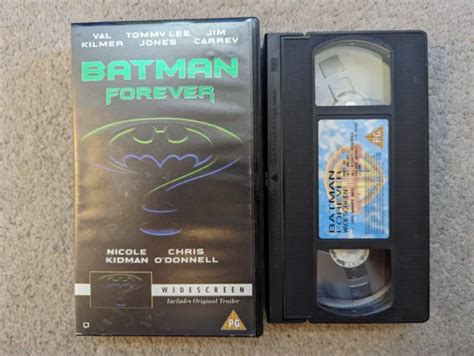 VAL TOMMY LEE JIM
KILMER JONES CARREY
BATMAN
FOREVER
NICOLE CHRIS
KIDMAN O'DONNELL
WIDESCREEN
Includes Original Trailer
PG
BATMAN
FOREVER
WIDESCREEN
PG